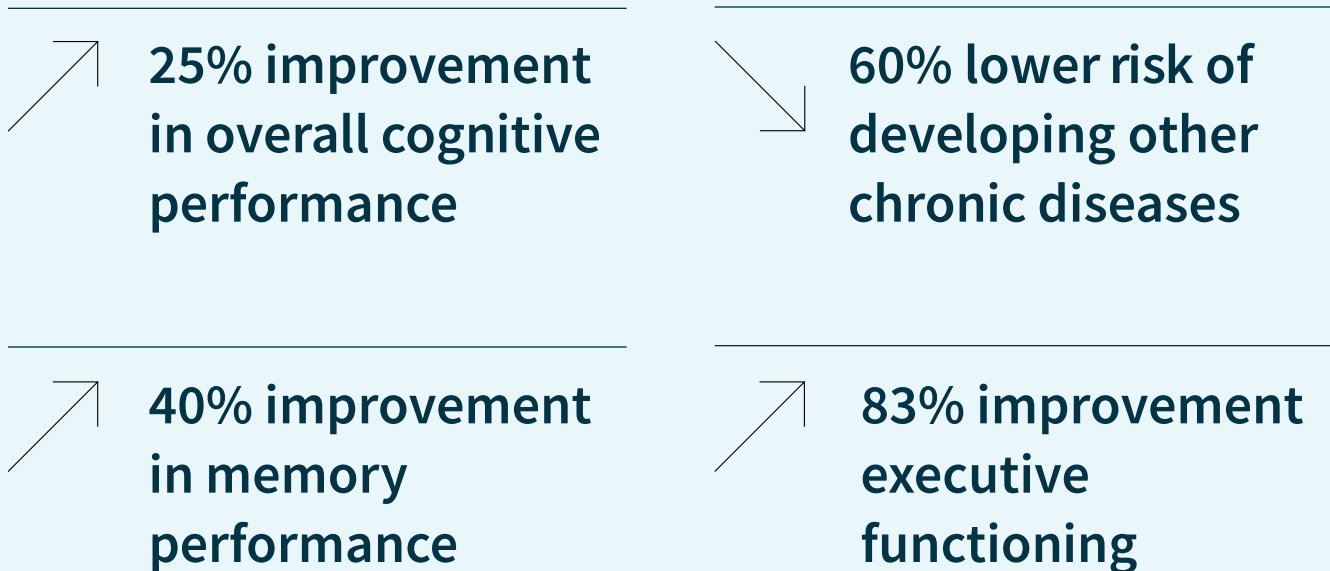 25% improvement
in overall cognitive
performance
60% lower risk of
developing other
chronic diseases
40% improvement
in memory
performance
83% improvement
executive
functioning